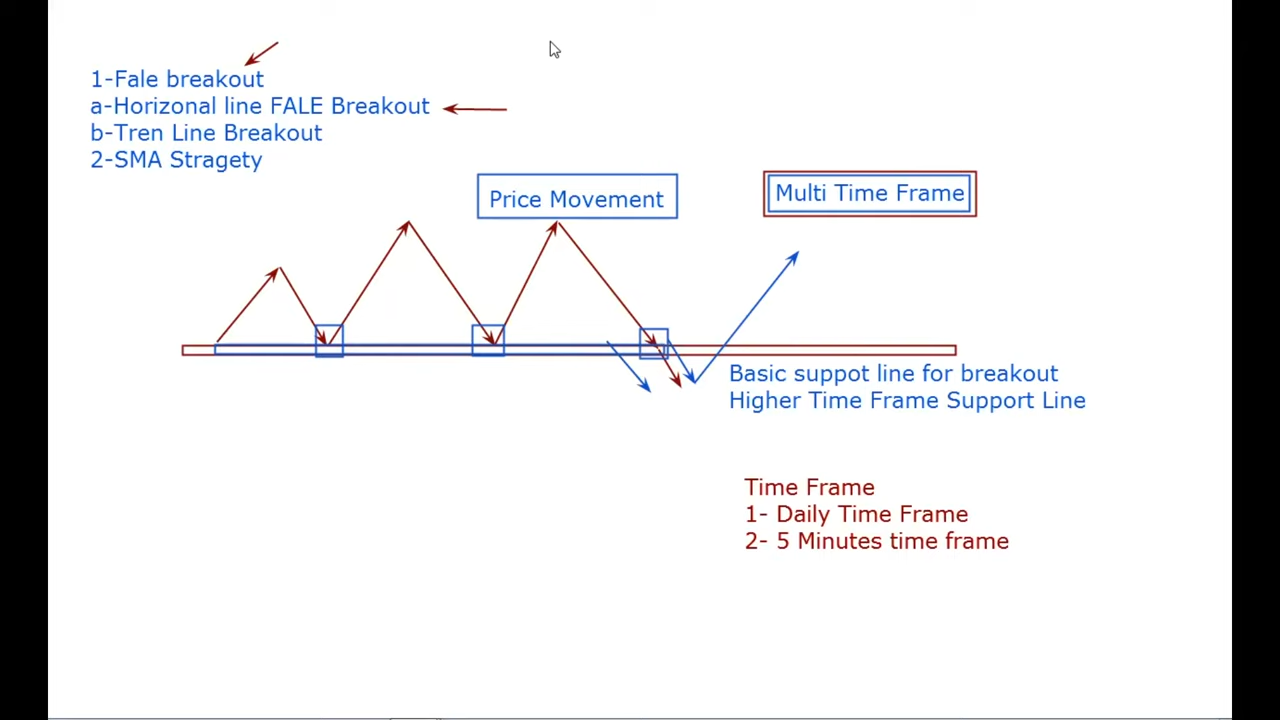 1-Fale breakout
a-Horizonal line FALE Breakout
b-Tren Line Breakout
2-SMA Stragety
Price Movement
Multi Time Frame
Basic suppot line for breakout
Higher Time Frame Support Line
Time Frame
1- Daily Time Frame
2- 5 Minutes time frame